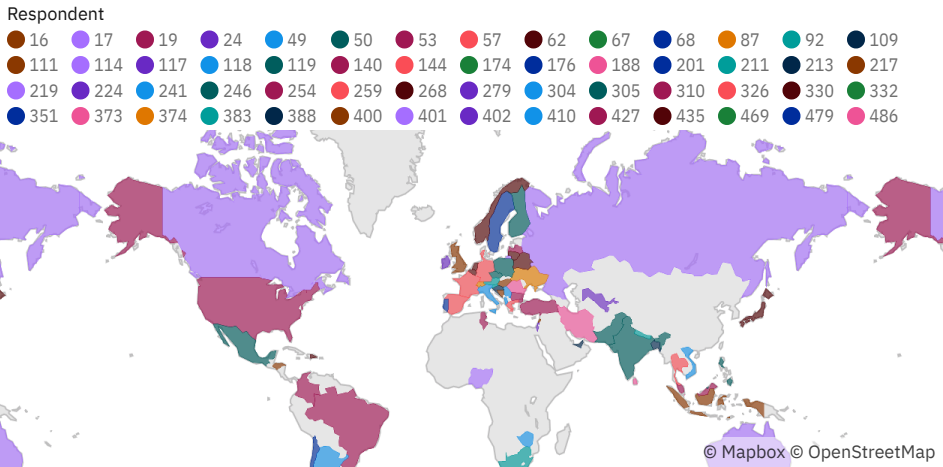 Respondent
16 17 19 24 49 50 53 57 62 67 68 87 92 109
111 114 117 118 119 140 144 174 176 188 201 211 213 217
219 224 241 246 254 259 268 279 304 305 310 326 330 332
351 373 374 383 388 400 401 402 410 427 435 469 479 486
© Mapbox © OpenStreetMap